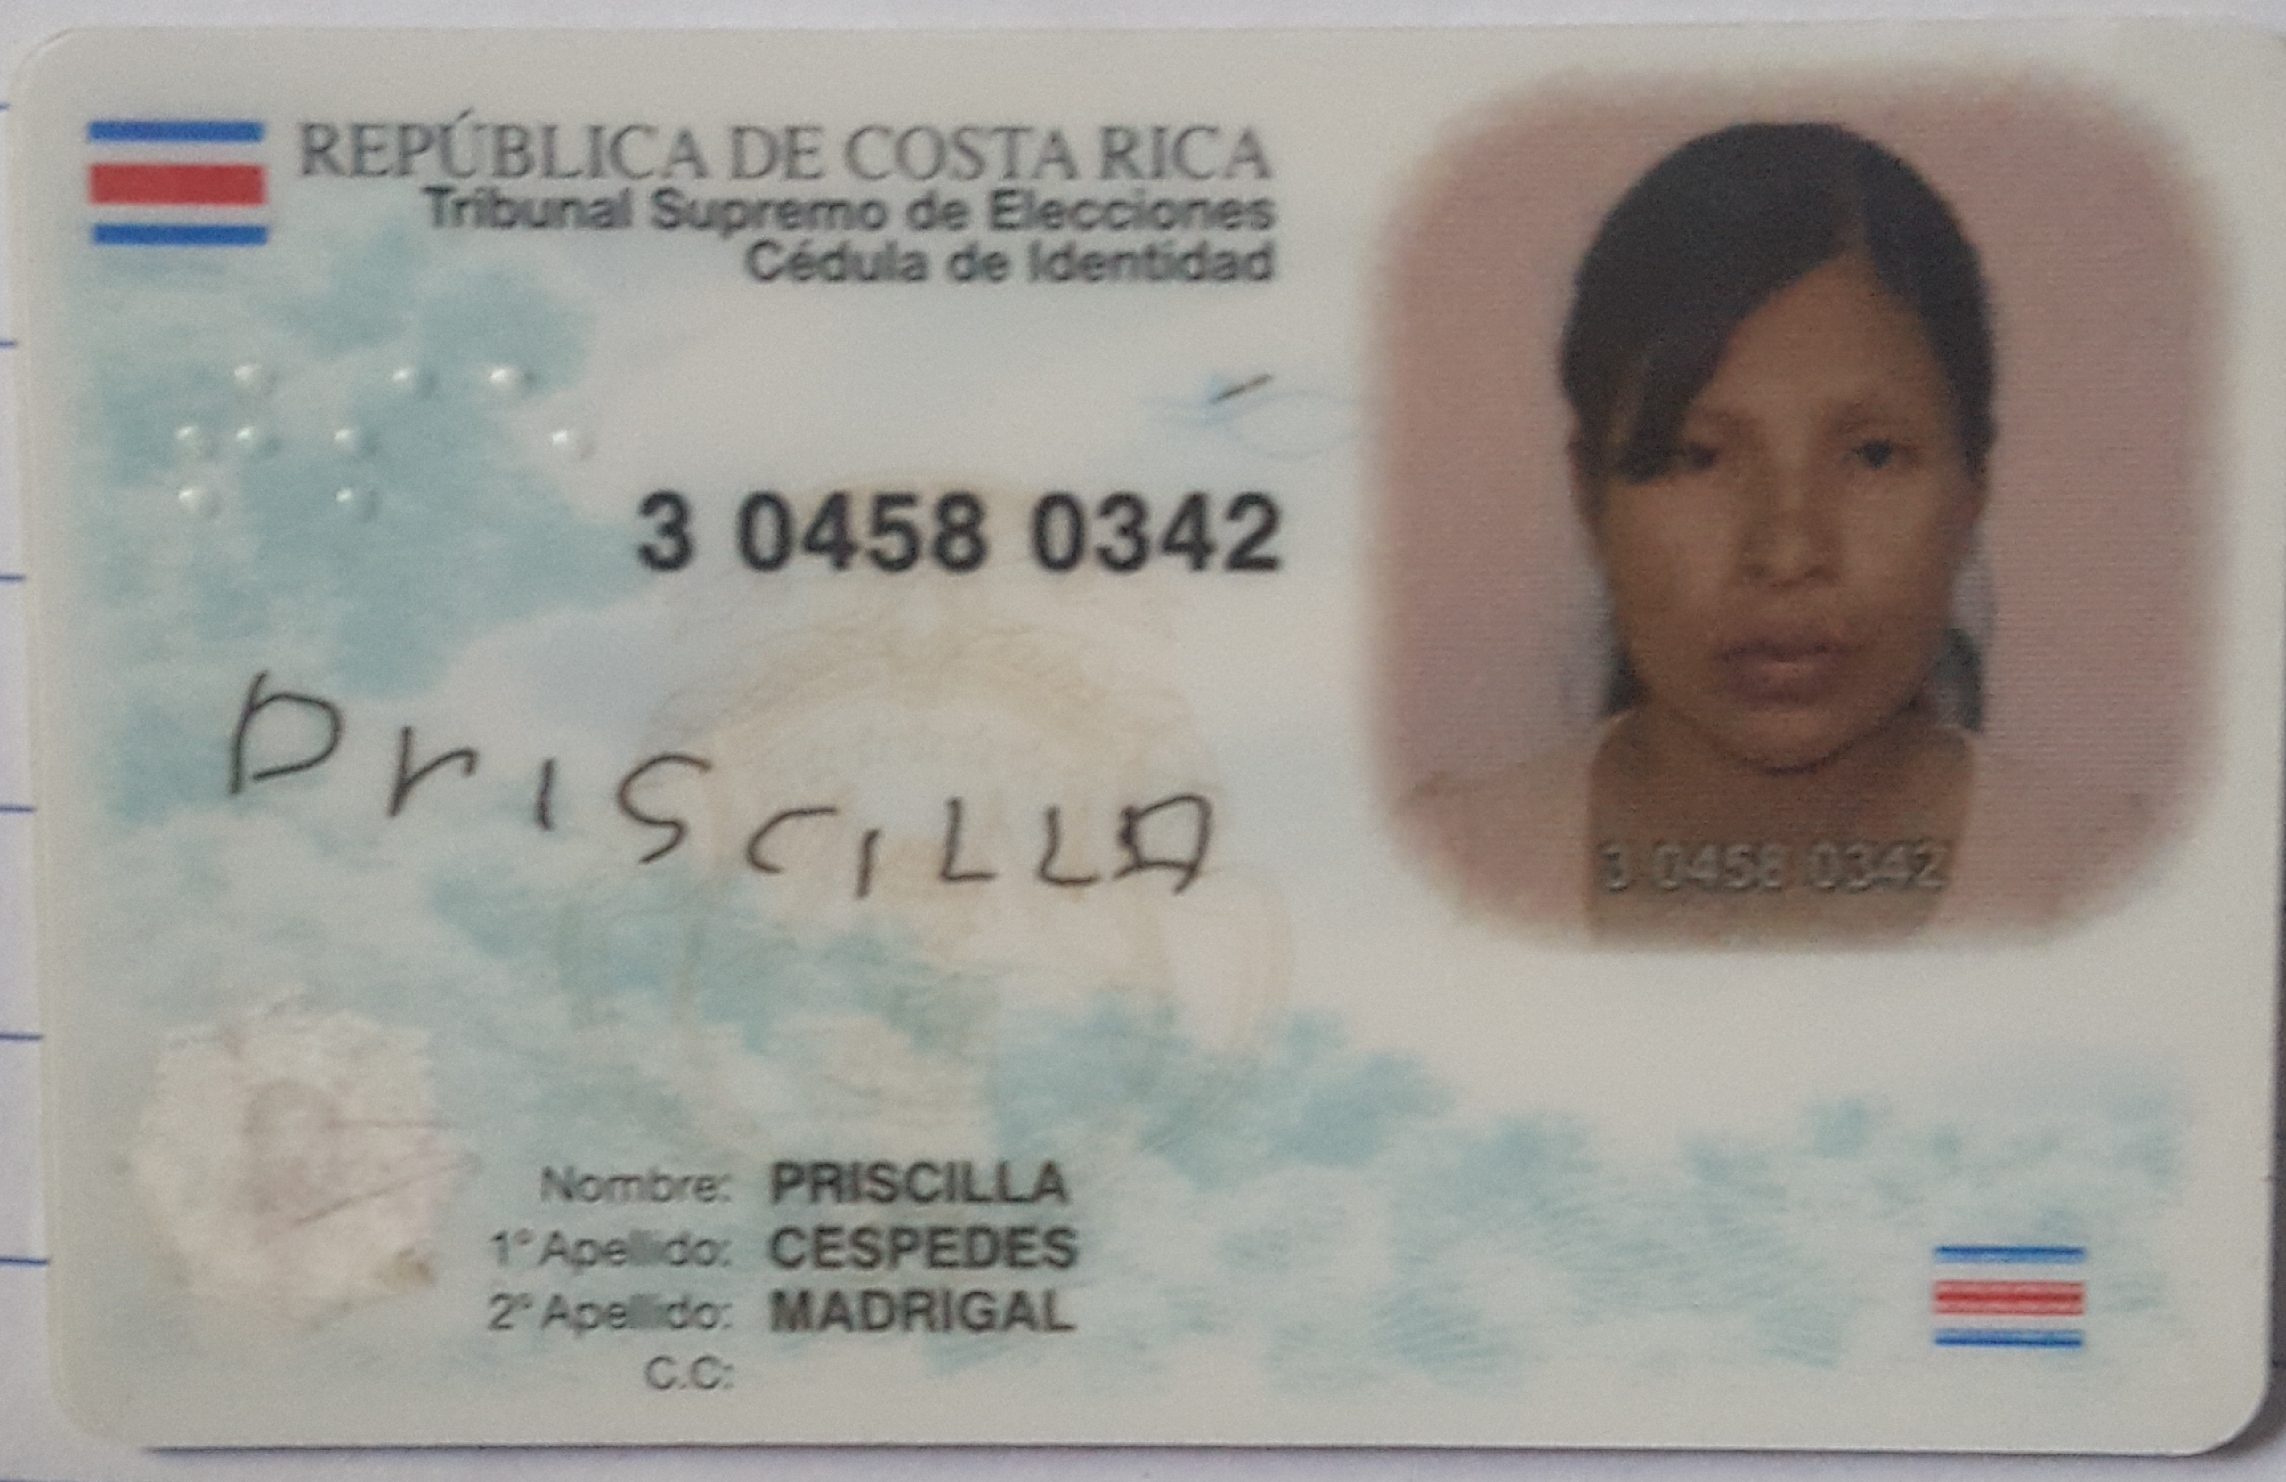 REPÚBLICA DE COSTA RICA
Tribunal Supremo de Elecciones
Cédula de Identidad
3 0458 0342
PrISCILLA
3 0458 0342
Nombre: PRISCILLA
1° Apellido: CESPEDES
2° Apellido: MADRIGAL
C.C: